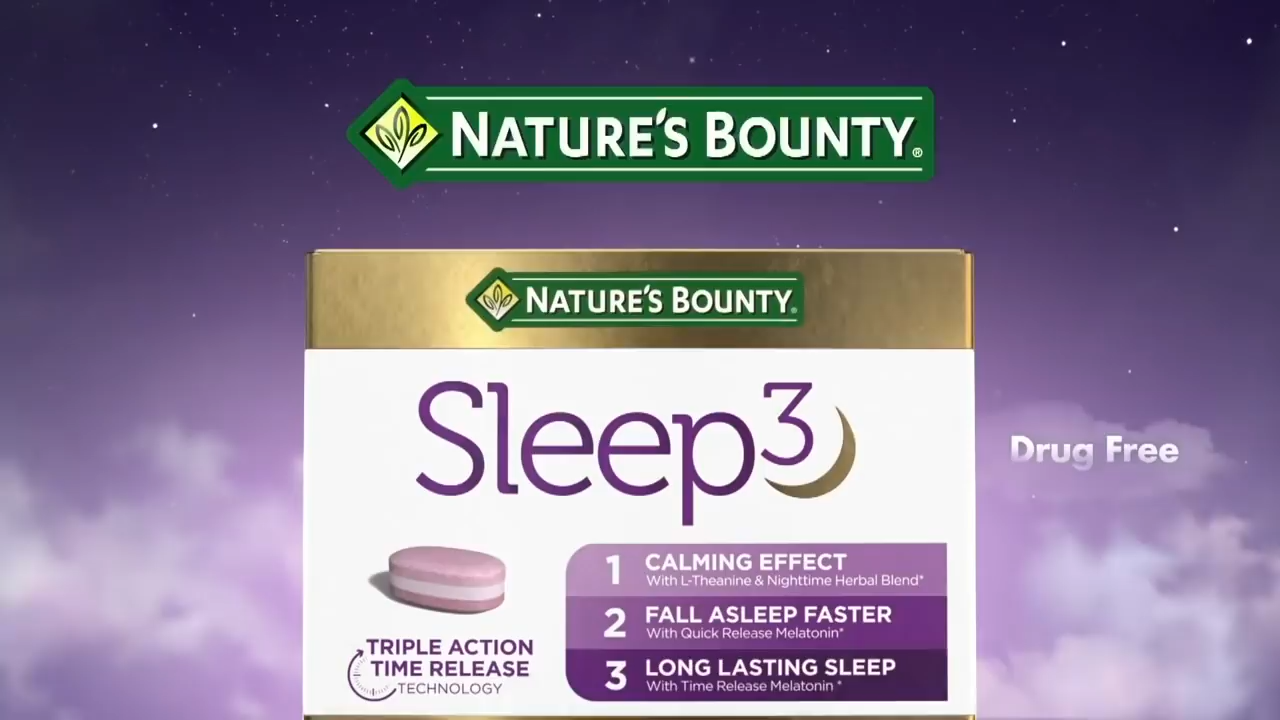 NATURE'S BOUNTY®
NATURE'S BOUNTY®
Sleep3
Drug Free
1 CALMING EFFECT
With L-Theanine & Nighttime Herbal Blend*
2 FALL ASLEEP FASTER
With Quick Release Melatonin*
3 LONG LASTING SLEEP
With Time Release Melatonin *
TRIPLE ACTION
TIME RELEASE
TECHNOLOGY